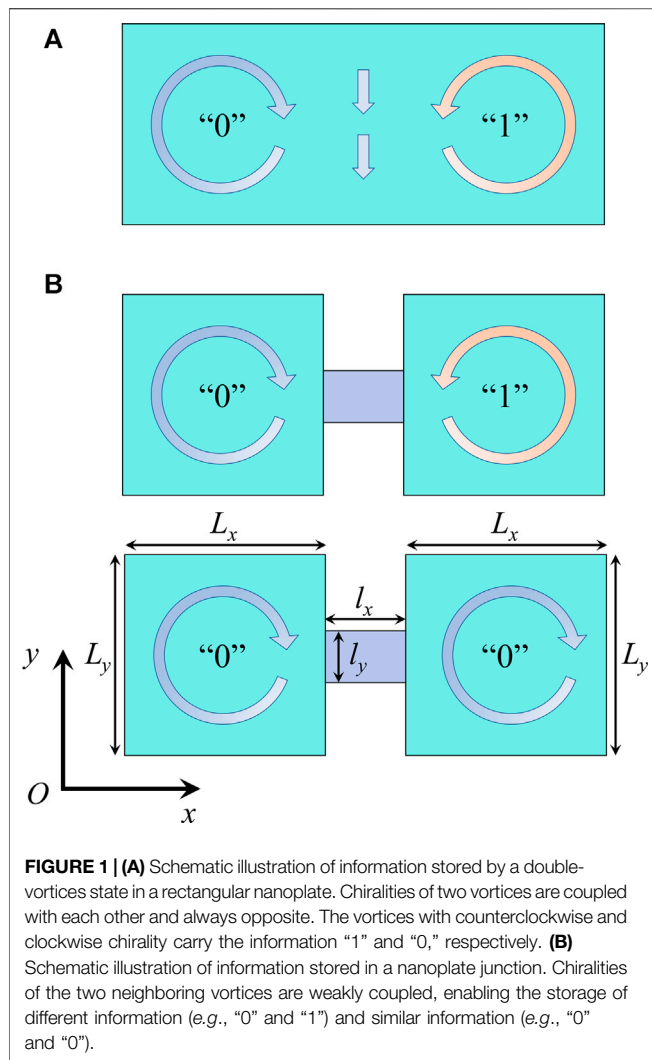 A
“0”
“1”
B
“0”
“1”
Lx
Lx
lx
y
Ly
“0”
ly
“0”
Ly
O
x
FIGURE 1 | (A) Schematic illustration of information stored by a double-
vortices state in a rectangular nanoplate. Chiralities of two vortices are coupled
with each other and always opposite. The vortices with counterclockwise and
clockwise chirality carry the information “1” and “0,” respectively. (B)
Schematic illustration of information stored in a nanoplate junction. Chiralities
of the two neighboring vortices are weakly coupled, enabling the storage of
different information (e.g., “0” and “1”) and similar information (e.g., “0”
and “0”).